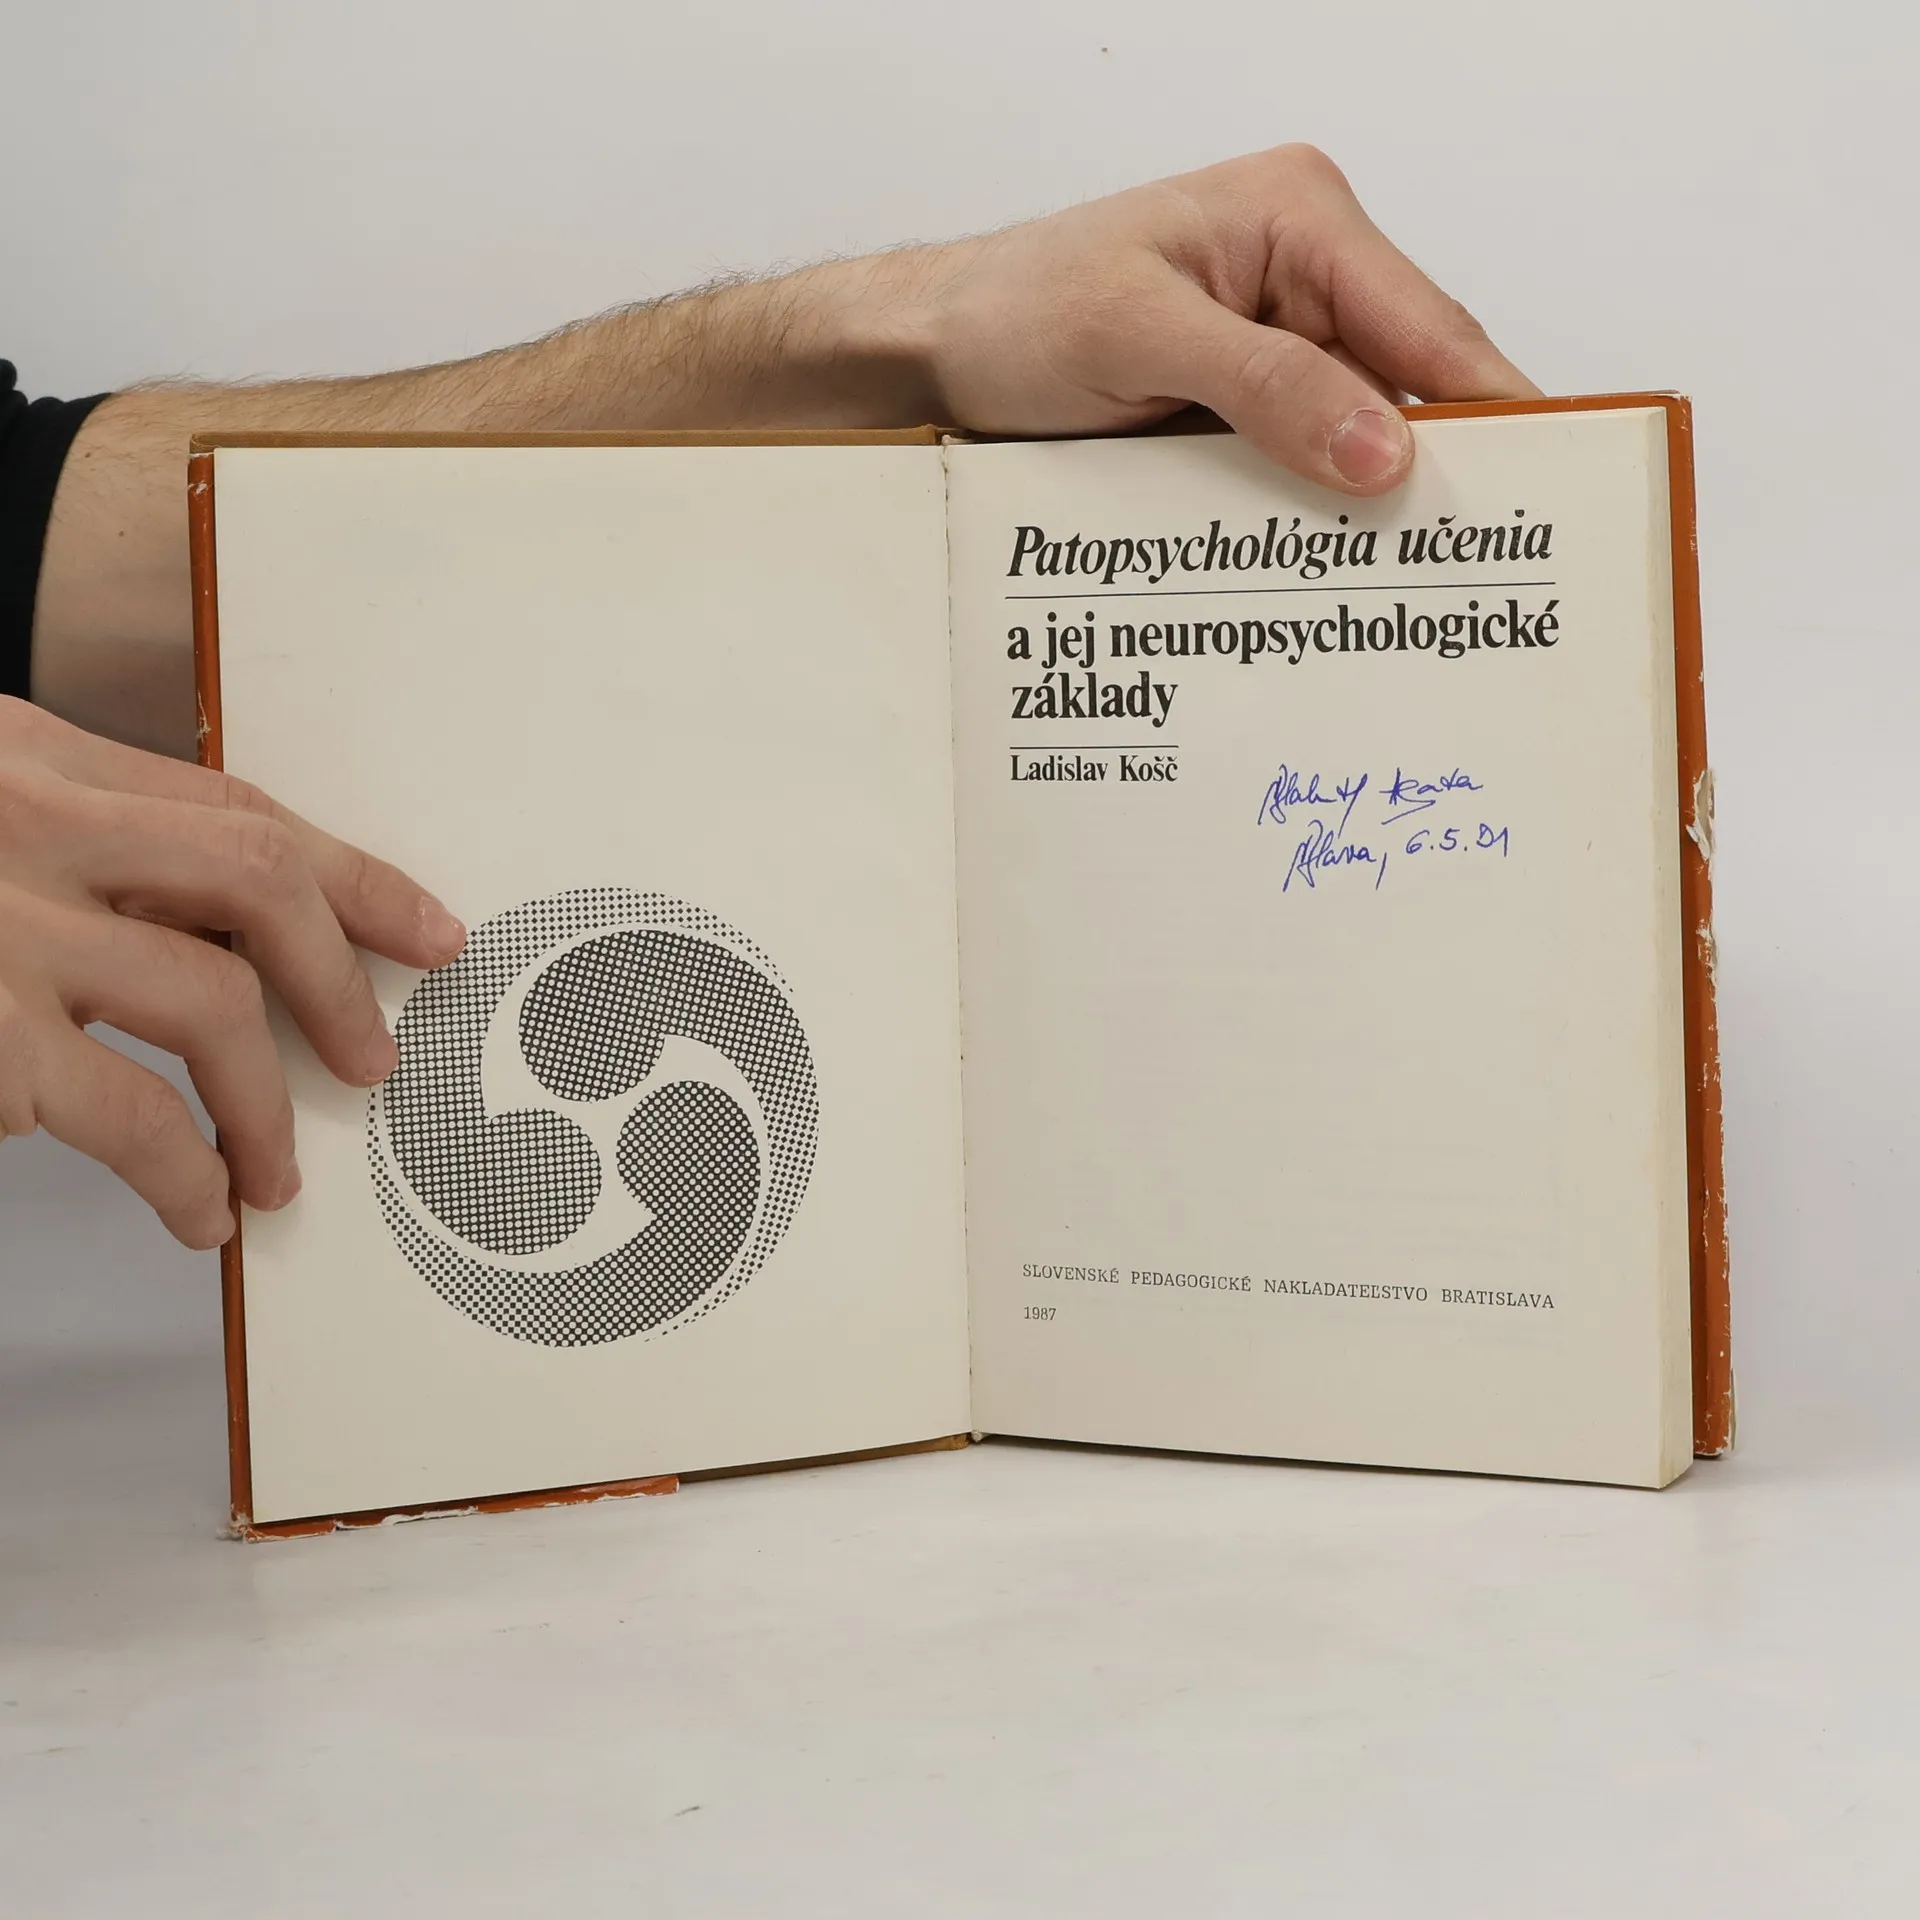 Patopsychológia učenia
a jej neuropsychologické
základy
Ladislav Košč
6.5.91
SLOVENSKÉ PEDAGOGICKÉ NAKLADATEĽSTVO BRATISLAVA
1987